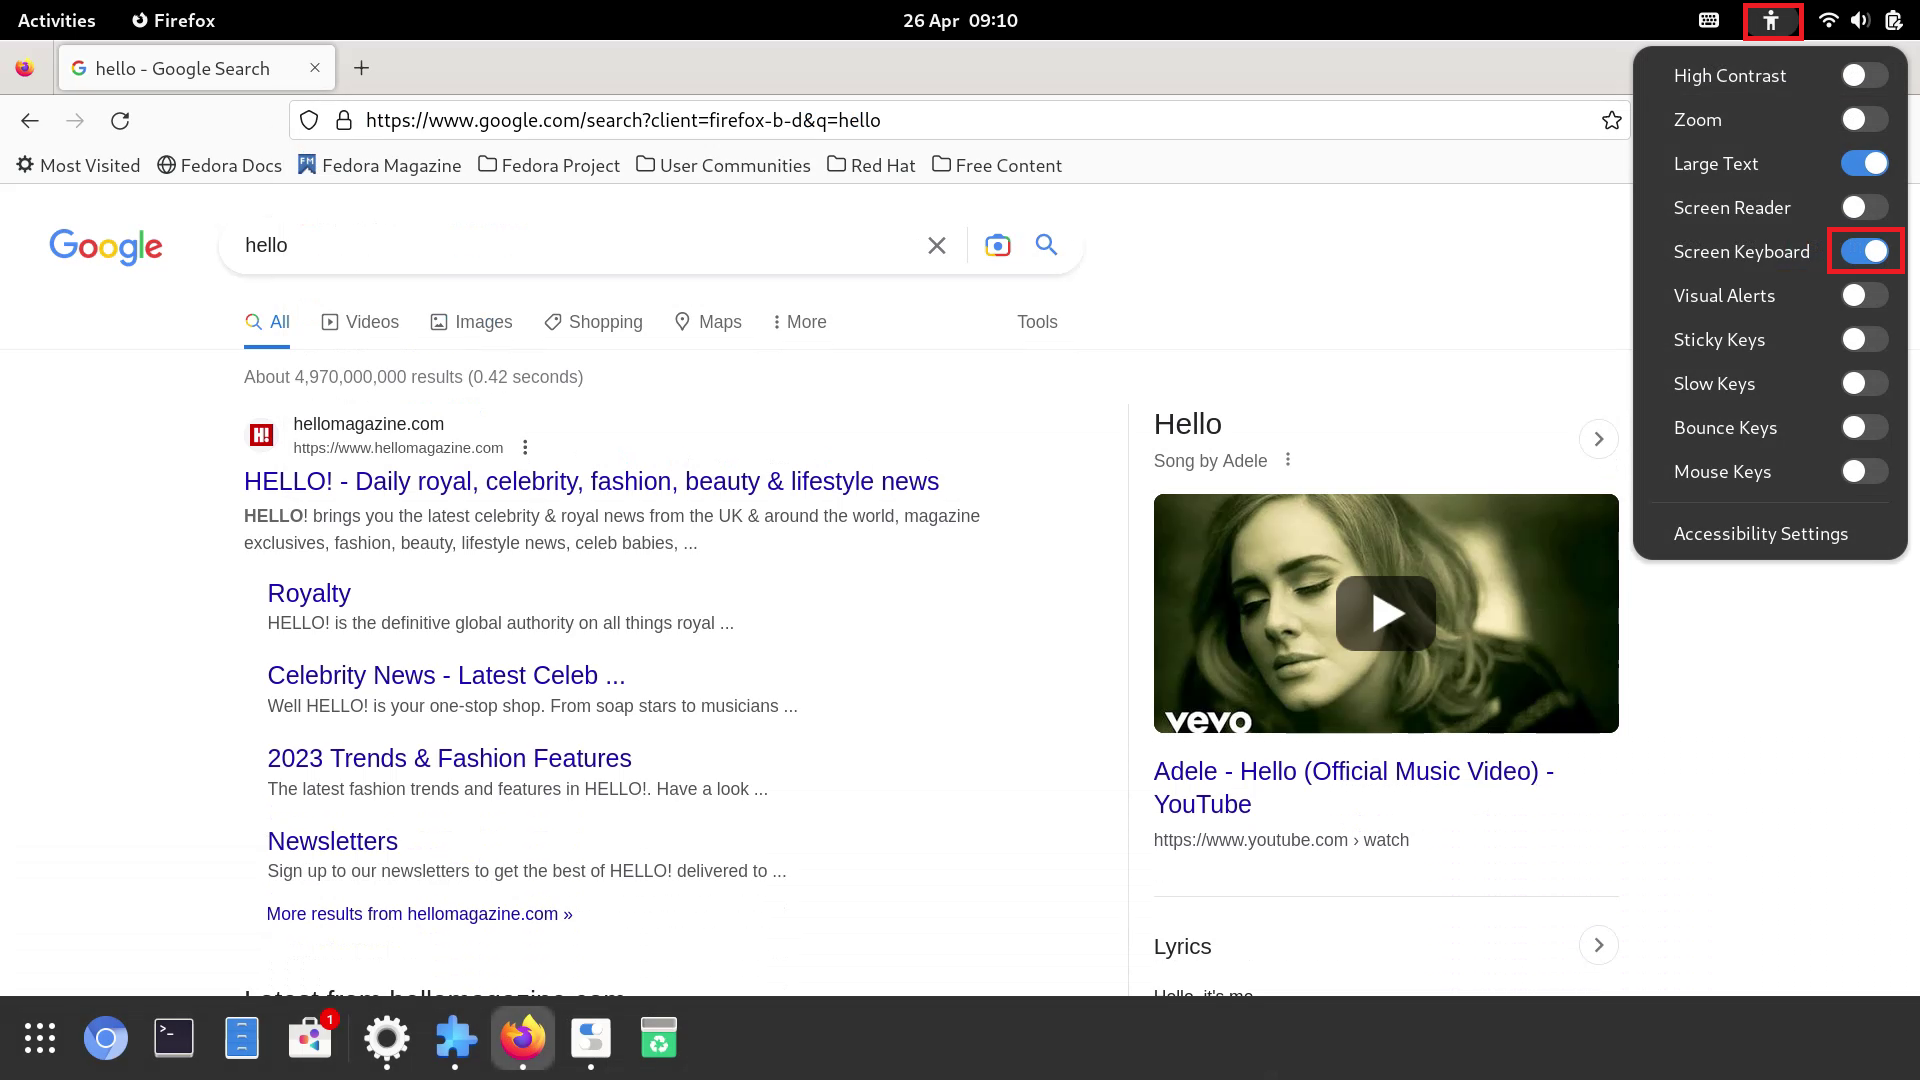 Activities
Firefox
26 Apr 09:10
hello - Google Search
https://www.google.com/search?client=firefox-b-d&q=hello
Most Visited
Fedora Docs
FM
Fedora Magazine
Fedora Project
User Communities
Red Hat
Free Content
High Contrast
Zoom
Large Text
Screen Reader
Screen Keyboard
Visual Alerts
Sticky Keys
Slow Keys
Bounce Keys
Mouse Keys
Accessibility Settings
Google
hello
All
Videos
Images
Shopping
Maps
More
Tools
About 4,970,000,000 results (0.42 seconds)
H!
hellomagazine.com
https://www.hellomagazine.com
HELLO! - Daily royal, celebrity, fashion, beauty & lifestyle news
HELLO! brings you the latest celebrity & royal news from the UK & around the world, magazine
exclusives, fashion, beauty, lifestyle news, celeb babies, ...
Royalty
HELLO! is the definitive global authority on all things royal ...
Celebrity News - Latest Celeb ...
Well HELLO! is your one-stop shop. From soap stars to musicians ...
2023 Trends & Fashion Features
The latest fashion trends and features in HELLO!. Have a look ...
Newsletters
Sign up to our newsletters to get the best of HELLO! delivered to ...
More results from hellomagazine.com »
Latest from hellomagazine.com
Hello
Song by Adele
vevo
Adele - Hello (Official Music Video) -
YouTube
https://www.youtube.com › watch
Lyrics
Hello, it's me
>_
1